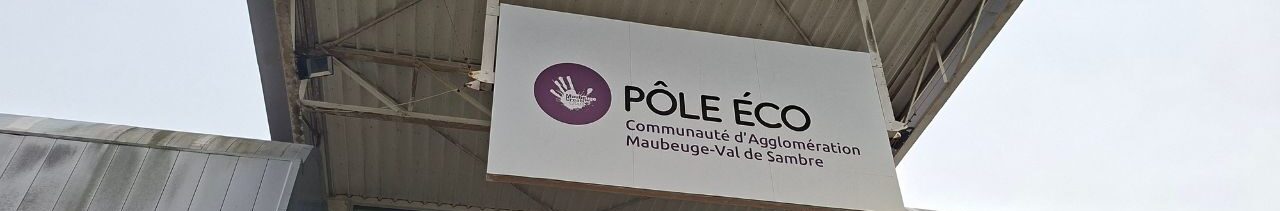 PÔLE ÉCO
Communauté d'Agglomération
Maubeuge-Val de Sambre